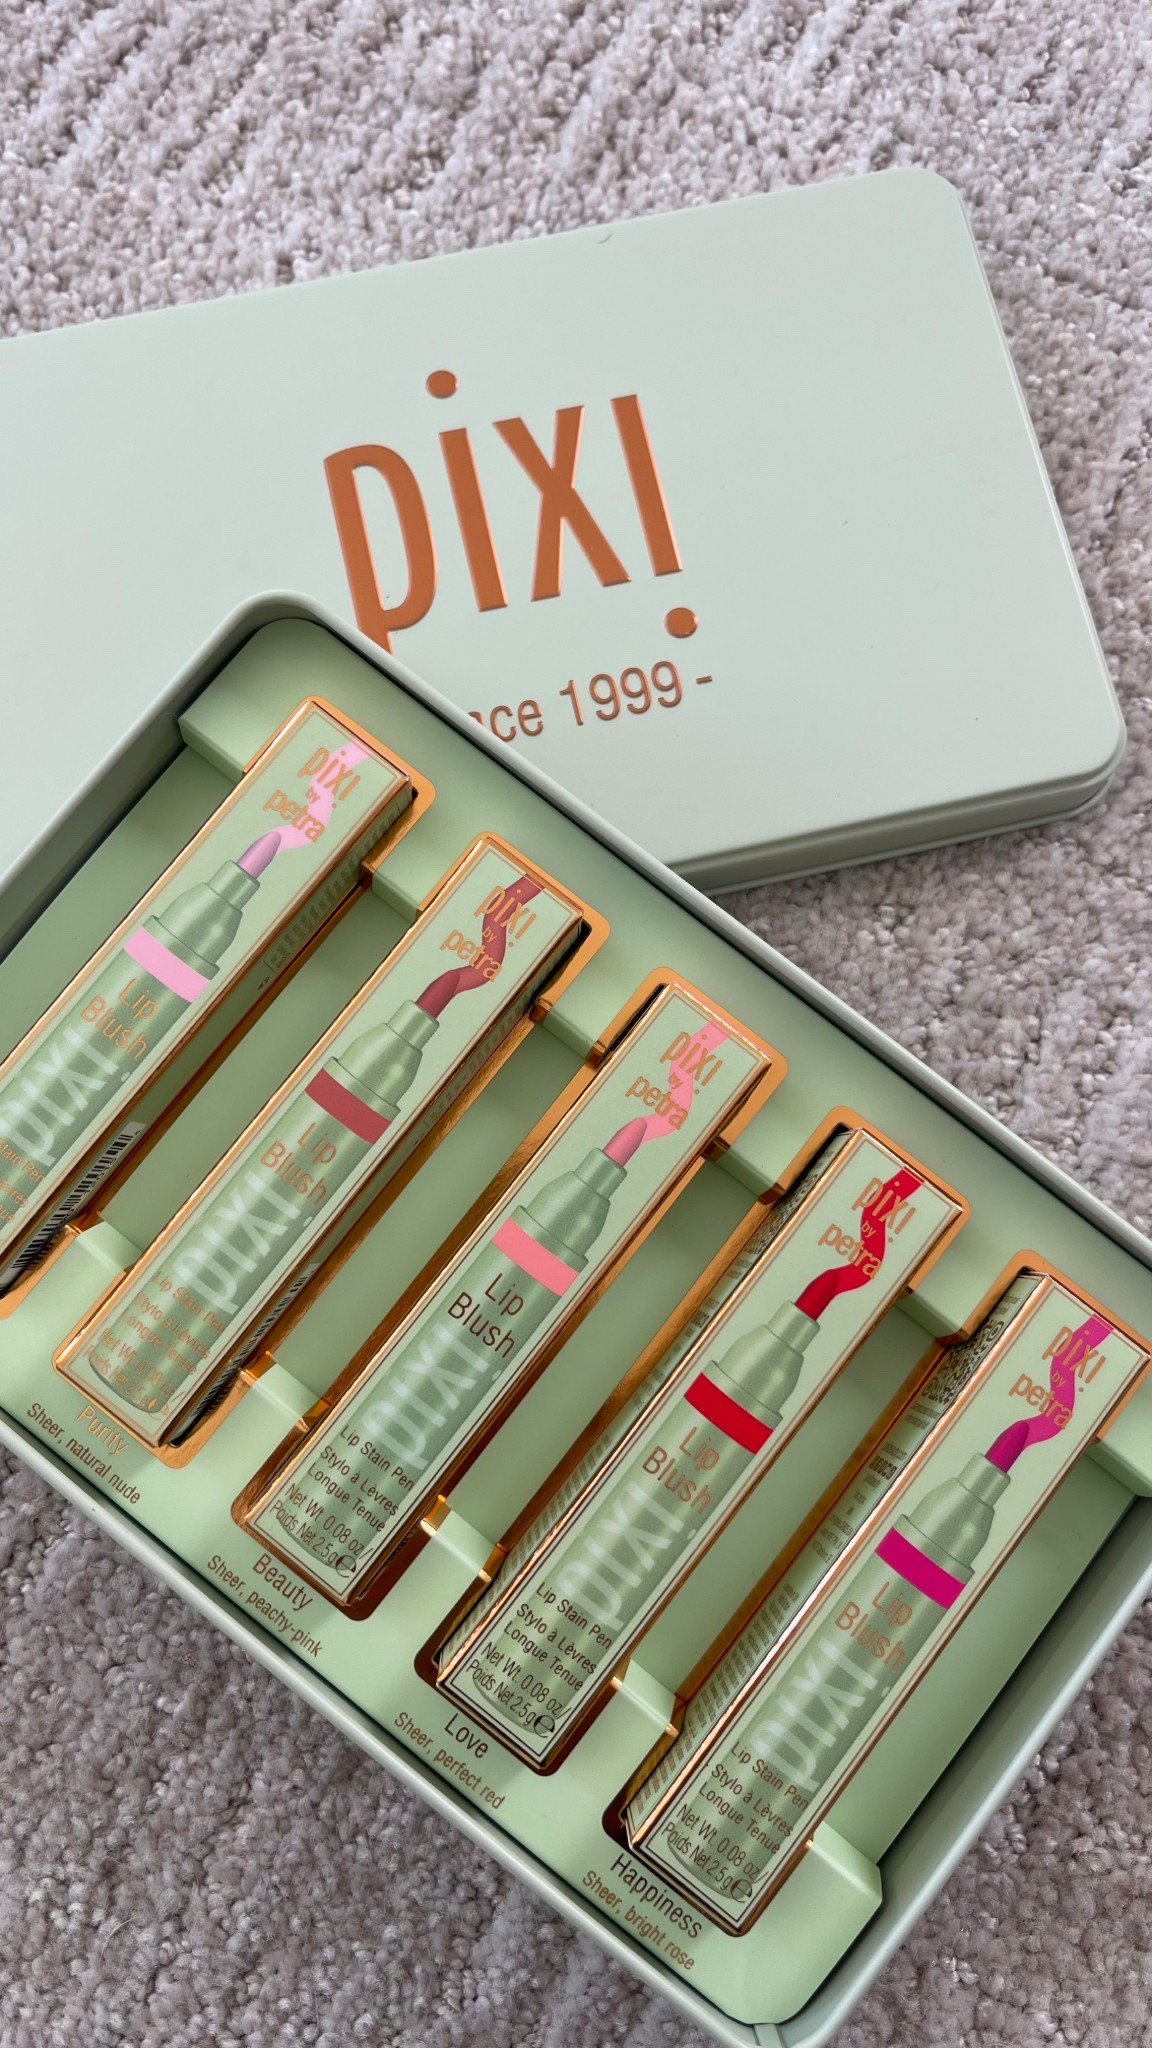 pixi
ce 1999 -
pixi
by
petra
Lip
Blush
pixi
pixi
by
petra
Lip
Blush
pixi
Lip Stain Pen
Stylo à Lèvres
Longue Tenue
Net Wt. 0.08 oz/
Purity
Sheer, natural nude
pixi
by
petra
Lip
Blush
pixi
Lip Stain Pen
Stylo à Lèvres
Longue Tenue
Net Wt. 0.08 oz/
Poids Net 2.5g e
Beauty
Sheer, peachy-pink
pixi
by
petra
Lip
Blush
pixi
Lip Stain Pen
Stylo à Lèvres
Longue Tenue
Net Wt. 0.08 oz/
Poids Net 2.5g e
Love
Sheer, perfect red
pixi
by
petra
Lip
Blush
pixi
Lip Stain Pen
Stylo à Lèvres
Longue Tenue
Net Wt. 0.08 oz/
Poids Net 2.5g e
Happiness
Sheer, bright rose